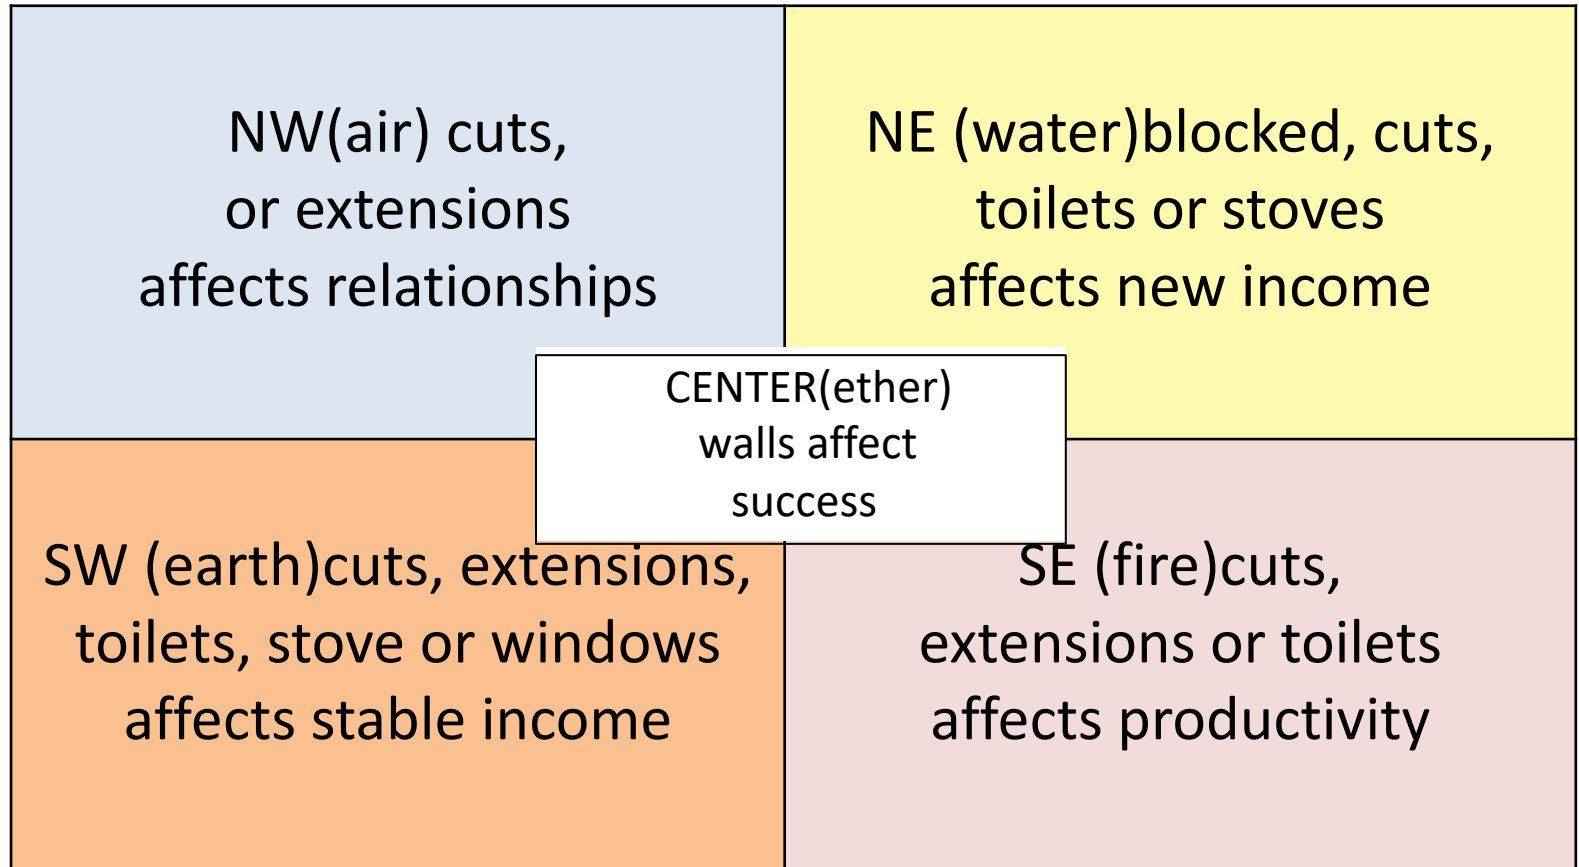 NW(air) cuts,
or extensions
affects relationships
NE (water)blocked, cuts,
toilets or stoves
affects new income
CENTER(ether)
walls affect
success
SW (earth)cuts, extensions,
toilets, stove or windows
affects stable income
SE (fire)cuts,
extensions or toilets
affects productivity